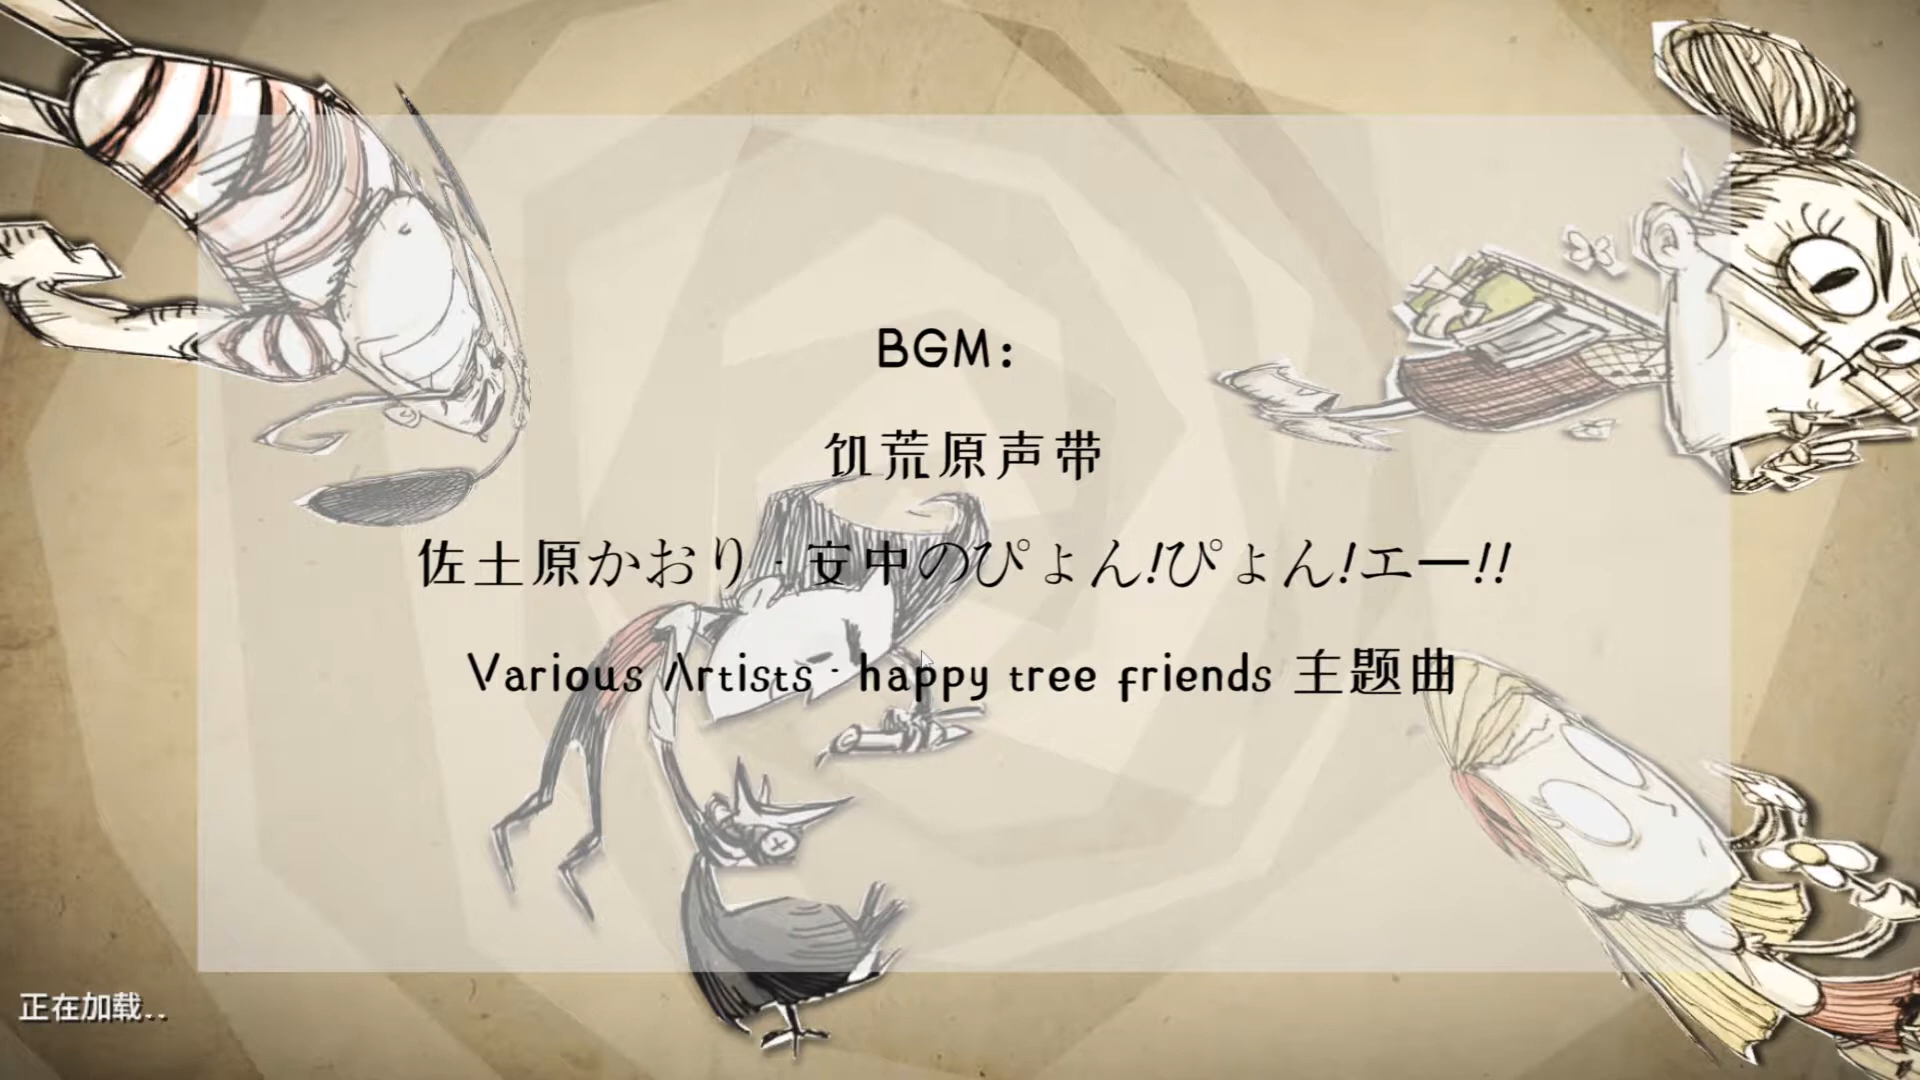 BGM:
饥荒原声带
佐土原かおり - 安中のぴょん!ぴょん!エー!!
Various Artists - happy tree friends 主题曲
正在加载..